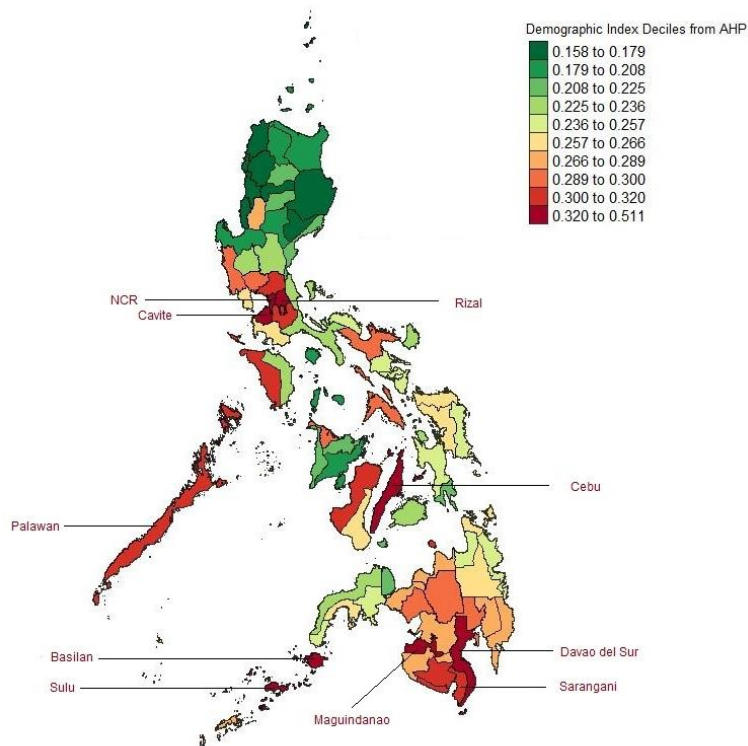 Demographic Index Deciles from AHP
0.158 to 0.179
0.179 to 0.208
0.208 to 0.225
0.225 to 0.236
0.236 to 0.257
0.257 to 0.266
0.266 to 0.289
0.289 to 0.300
0.300 to 0.320
0.320 to 0.511
NCR
Rizal
Cavite
Cebu
Palawan
Basilan
Davao del Sur
Sulu
Sarangani
Maguindanao